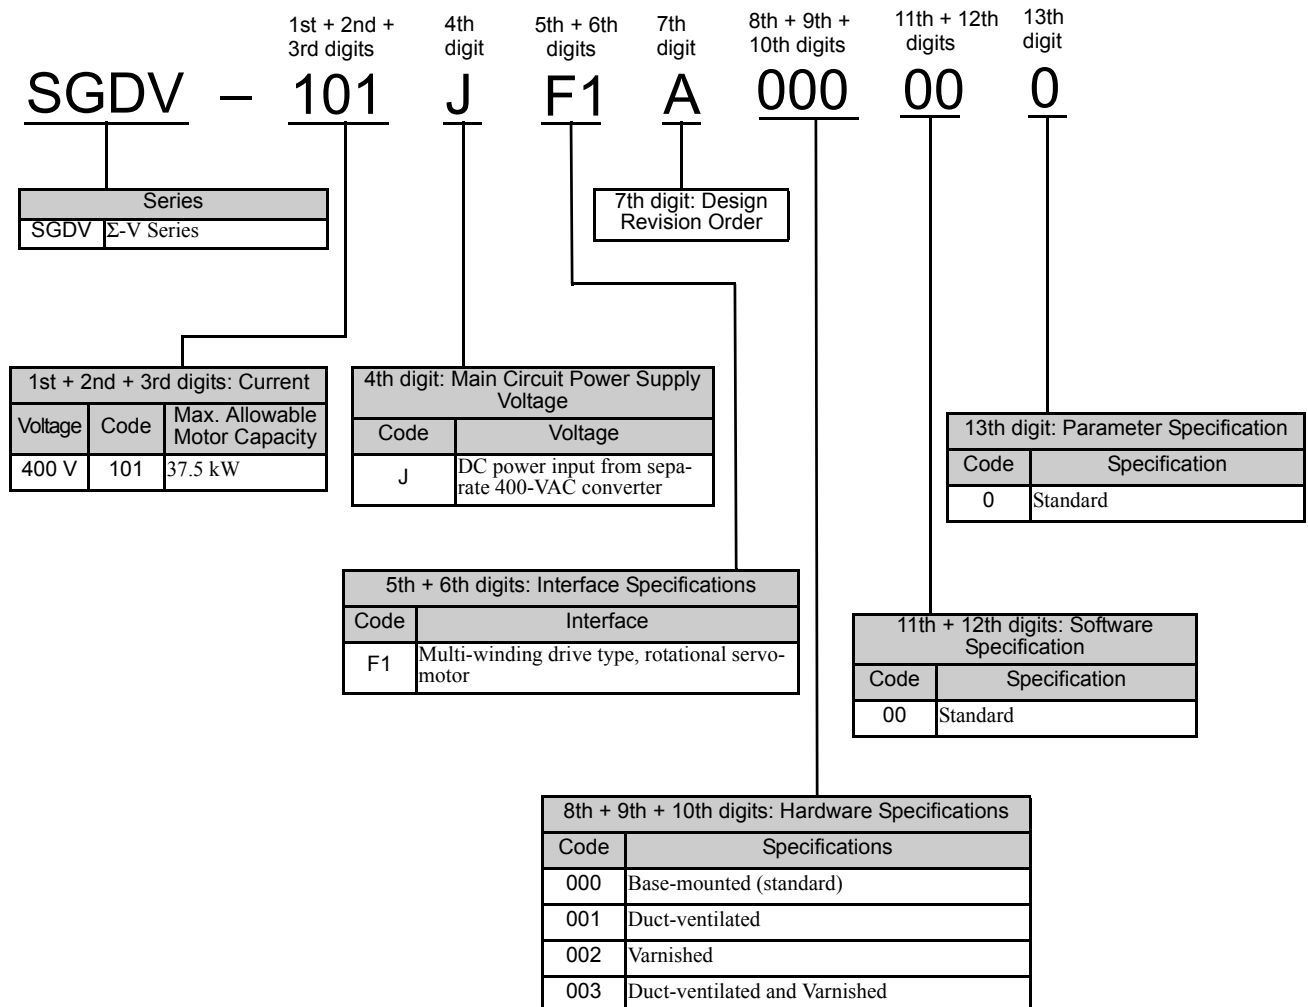 1st + 2nd +
3rd digits
4th
digit
5th + 6th
digits
7th
digit
8th + 9th +
10th digits
11th + 12th
digits
13th
digit
SGDV – 101 J F1 A 000 00 0
Series
SGDV Σ-V Series
7th digit: Design
Revision Order
1st + 2nd + 3rd digits: Current
Voltage Code Max. Allowable
Motor Capacity
400 V 101 37.5 kW
4th digit: Main Circuit Power Supply
Voltage
Code Voltage
J DC power input from sepa-
rate 400-VAC converter
13th digit: Parameter Specification
Code Specification
0 Standard
5th + 6th digits: Interface Specifications
Code Interface
F1 Multi-winding drive type, rotational servo-
motor
11th + 12th digits: Software
Specification
Code Specification
00 Standard
8th + 9th + 10th digits: Hardware Specifications
Code Specifications
000 Base-mounted (standard)
001 Duct-ventilated
002 Varnished
003 Duct-ventilated and Varnished